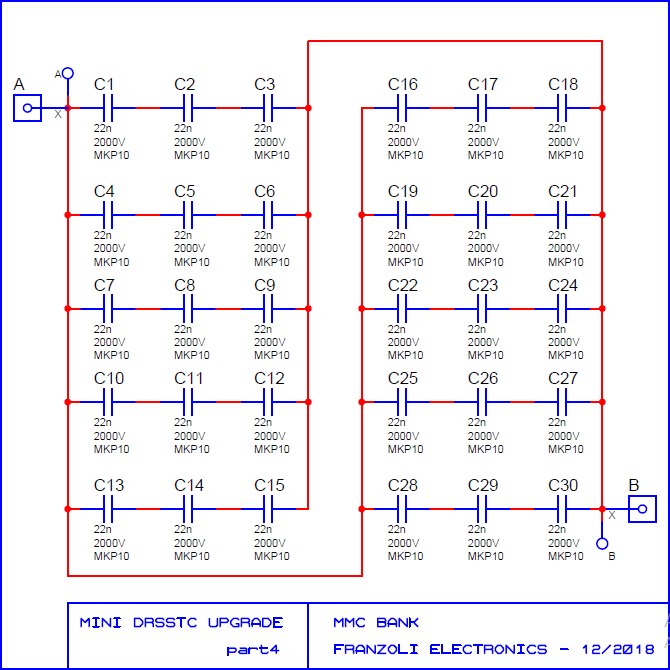 A
A
X
C1 C2 C3 C16 C17 C18
22n 22n 22n 22n 22n 22n
2000V 2000V 2000V 2000V 2000V 2000V
MKP10 MKP10 MKP10 MKP10 MKP10 MKP10
C4 C5 C6 C19 C20 C21
22n 22n 22n 22n 22n 22n
2000V 2000V 2000V 2000V 2000V 2000V
MKP10 MKP10 MKP10 MKP10 MKP10 MKP10
C7 C8 C9 C22 C23 C24
22n 22n 22n 22n 22n 22n
2000V 2000V 2000V 2000V 2000V 2000V
MKP10 MKP10 MKP10 MKP10 MKP10 MKP10
C10 C11 C12 C25 C26 C27
22n 22n 22n 22n 22n 22n
2000V 2000V 2000V 2000V 2000V 2000V
MKP10 MKP10 MKP10 MKP10 MKP10 MKP10
C13 C14 C15 C28 C29 C30
B
X
22n 22n 22n 22n 22n 22n
2000V 2000V 2000V 2000V 2000V 2000V
MKP10 MKP10 MKP10 MKP10 MKP10 MKP10
B
MINI DRSSTC UPGRADE
part4
MMC BANK
FRANZOLI ELECTRONICS - 12/2018